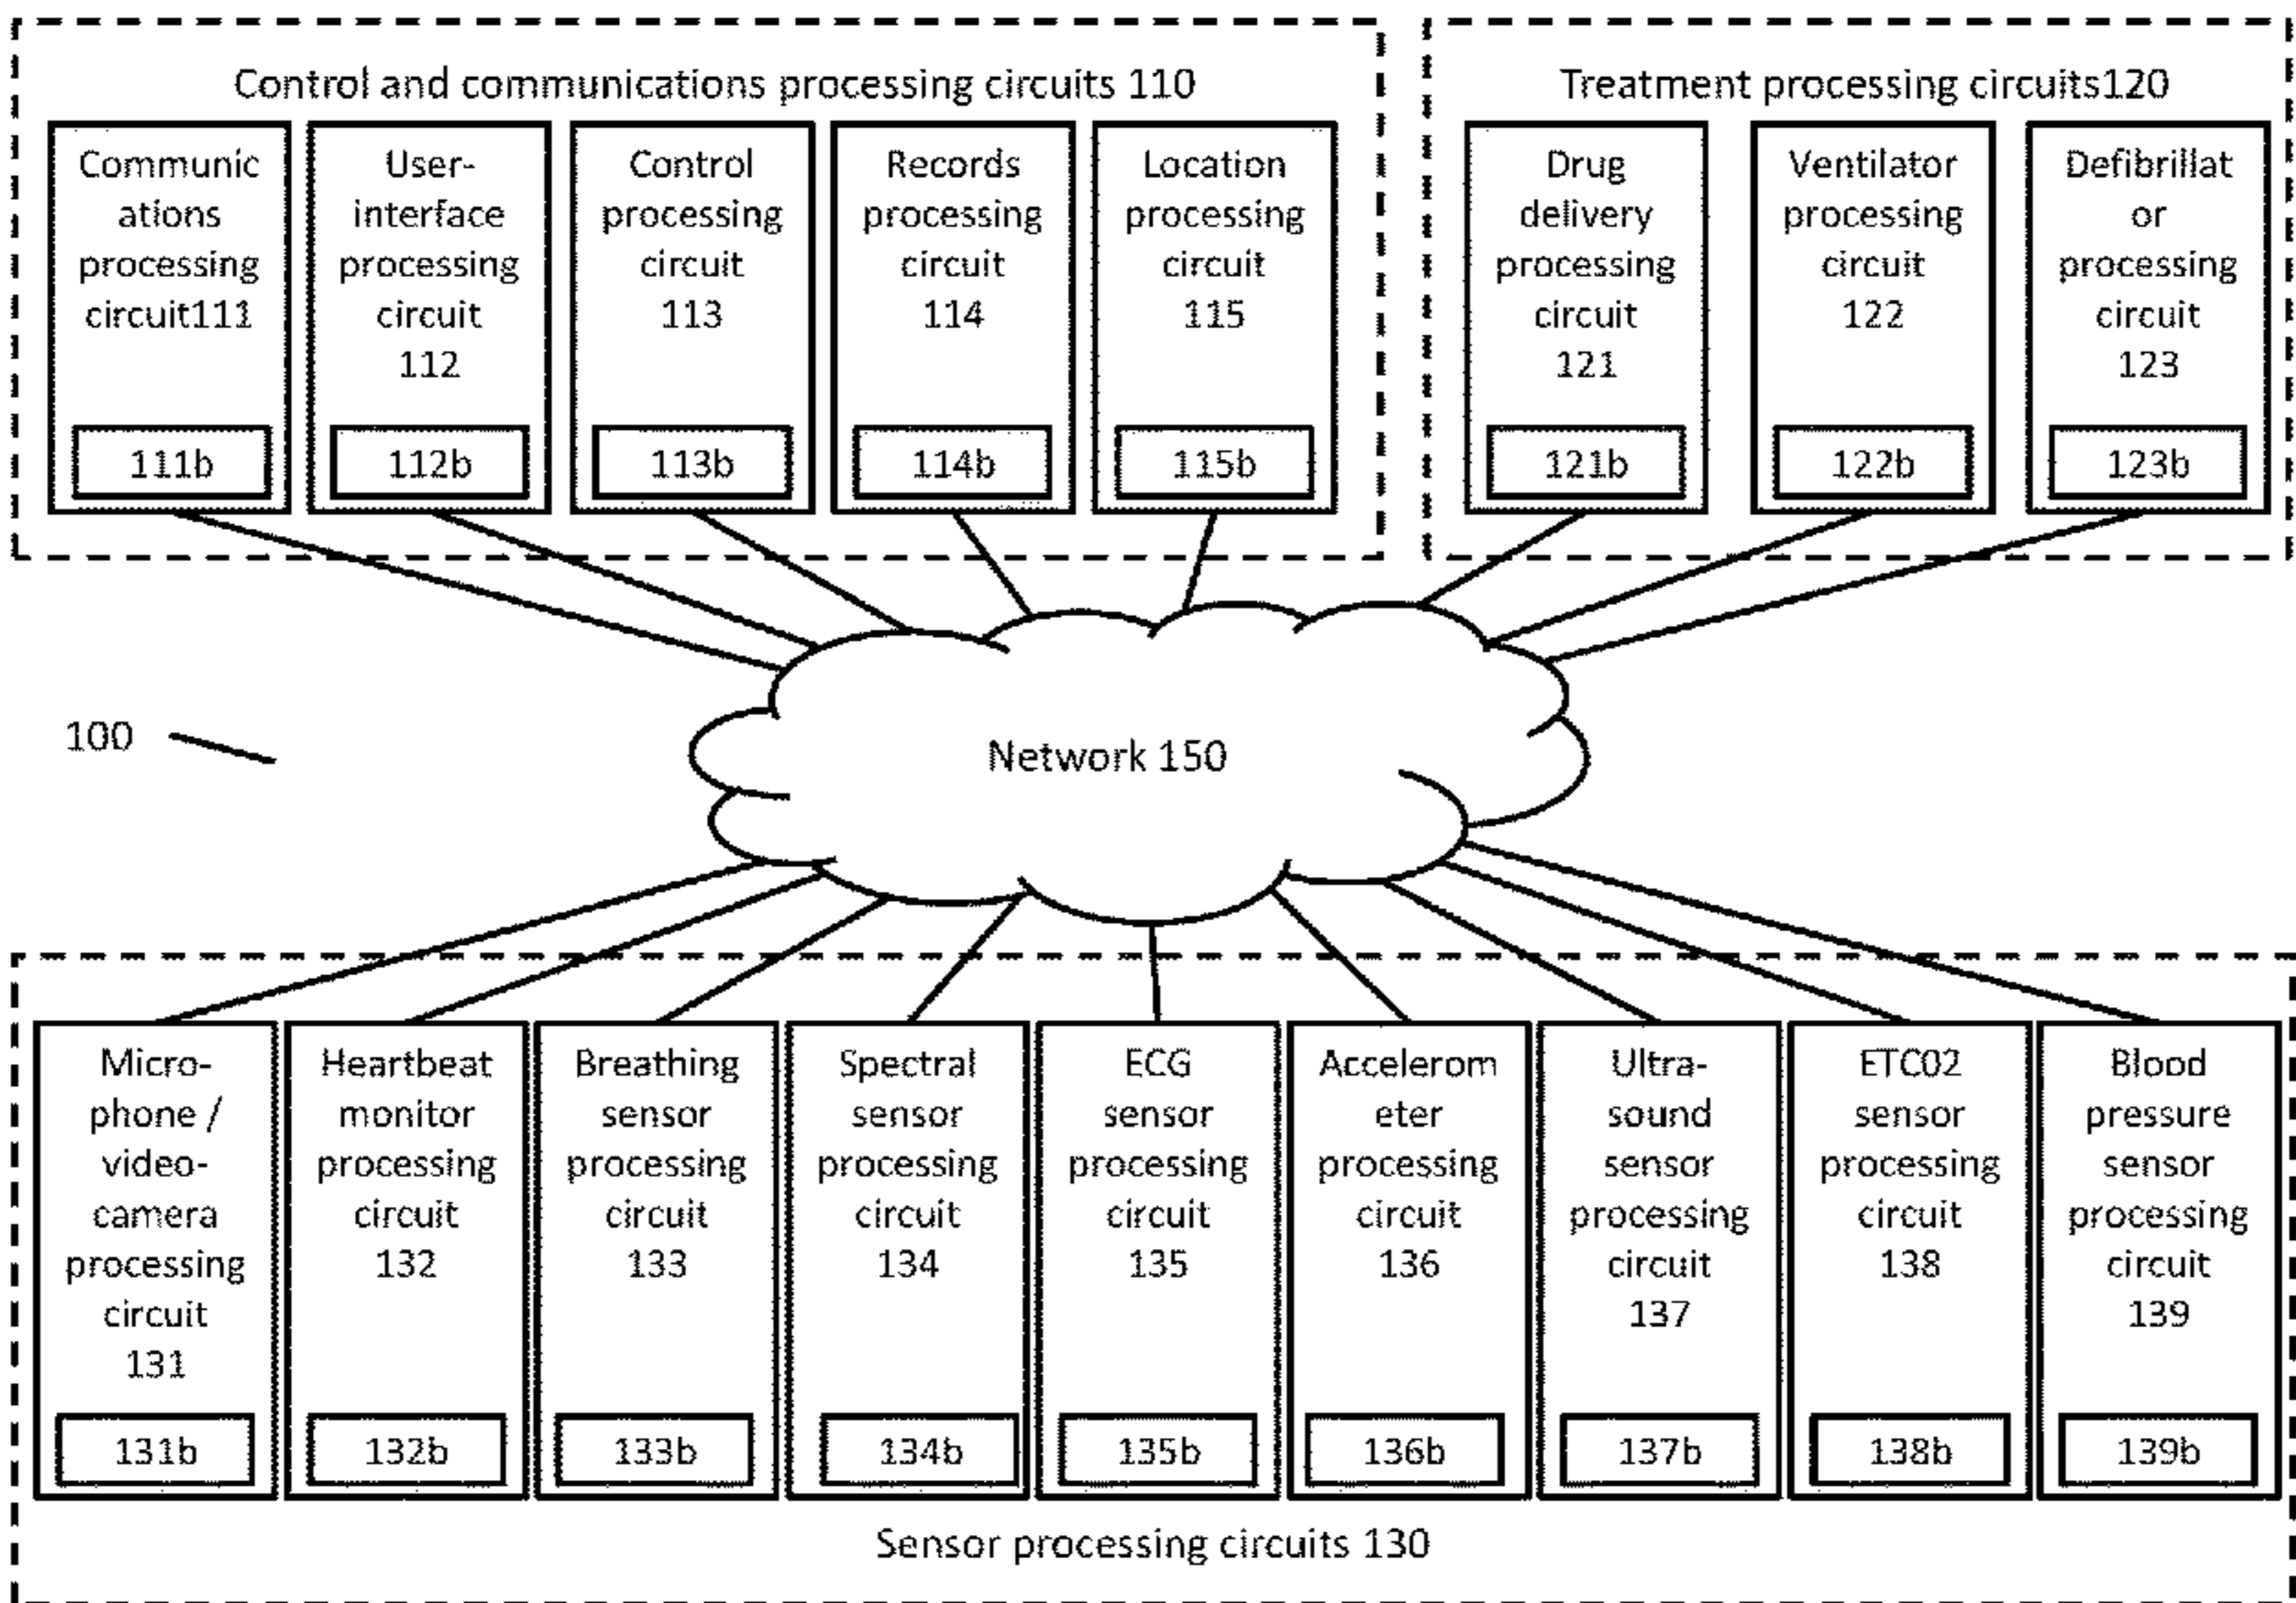 Control and communications processing circuits 110
Communic
ations
processing
circuit111
111b
User-
interface
processing
circuit
112
112b
Control
processing
circuit
113
113b
Records
processing
circuit
114
114b
Location
processing
circuit
115
115b
Treatment processing circuits120
Drug
delivery
processing
circuit
121
121b
Ventilator
processing
circuit
122
122b
Defibrillat
or
processing
circuit
123
123b
100
Network 150
Micro-
phone /
video-
camera
processing
circuit
131
131b
Heartbeat
monitor
processing
circuit
132
132b
Breathing
sensor
processing
circuit
133
133b
Spectral
sensor
processing
circuit
134
134b
ECG
sensor
processing
circuit
135
135b
Accelerom
eter
processing
circuit
136
136b
Ultra-
sound
sensor
processing
circuit
137
137b
ETC02
sensor
processing
circuit
138
138b
Blood
pressure
sensor
processing
circuit
139
139b
Sensor processing circuits 130